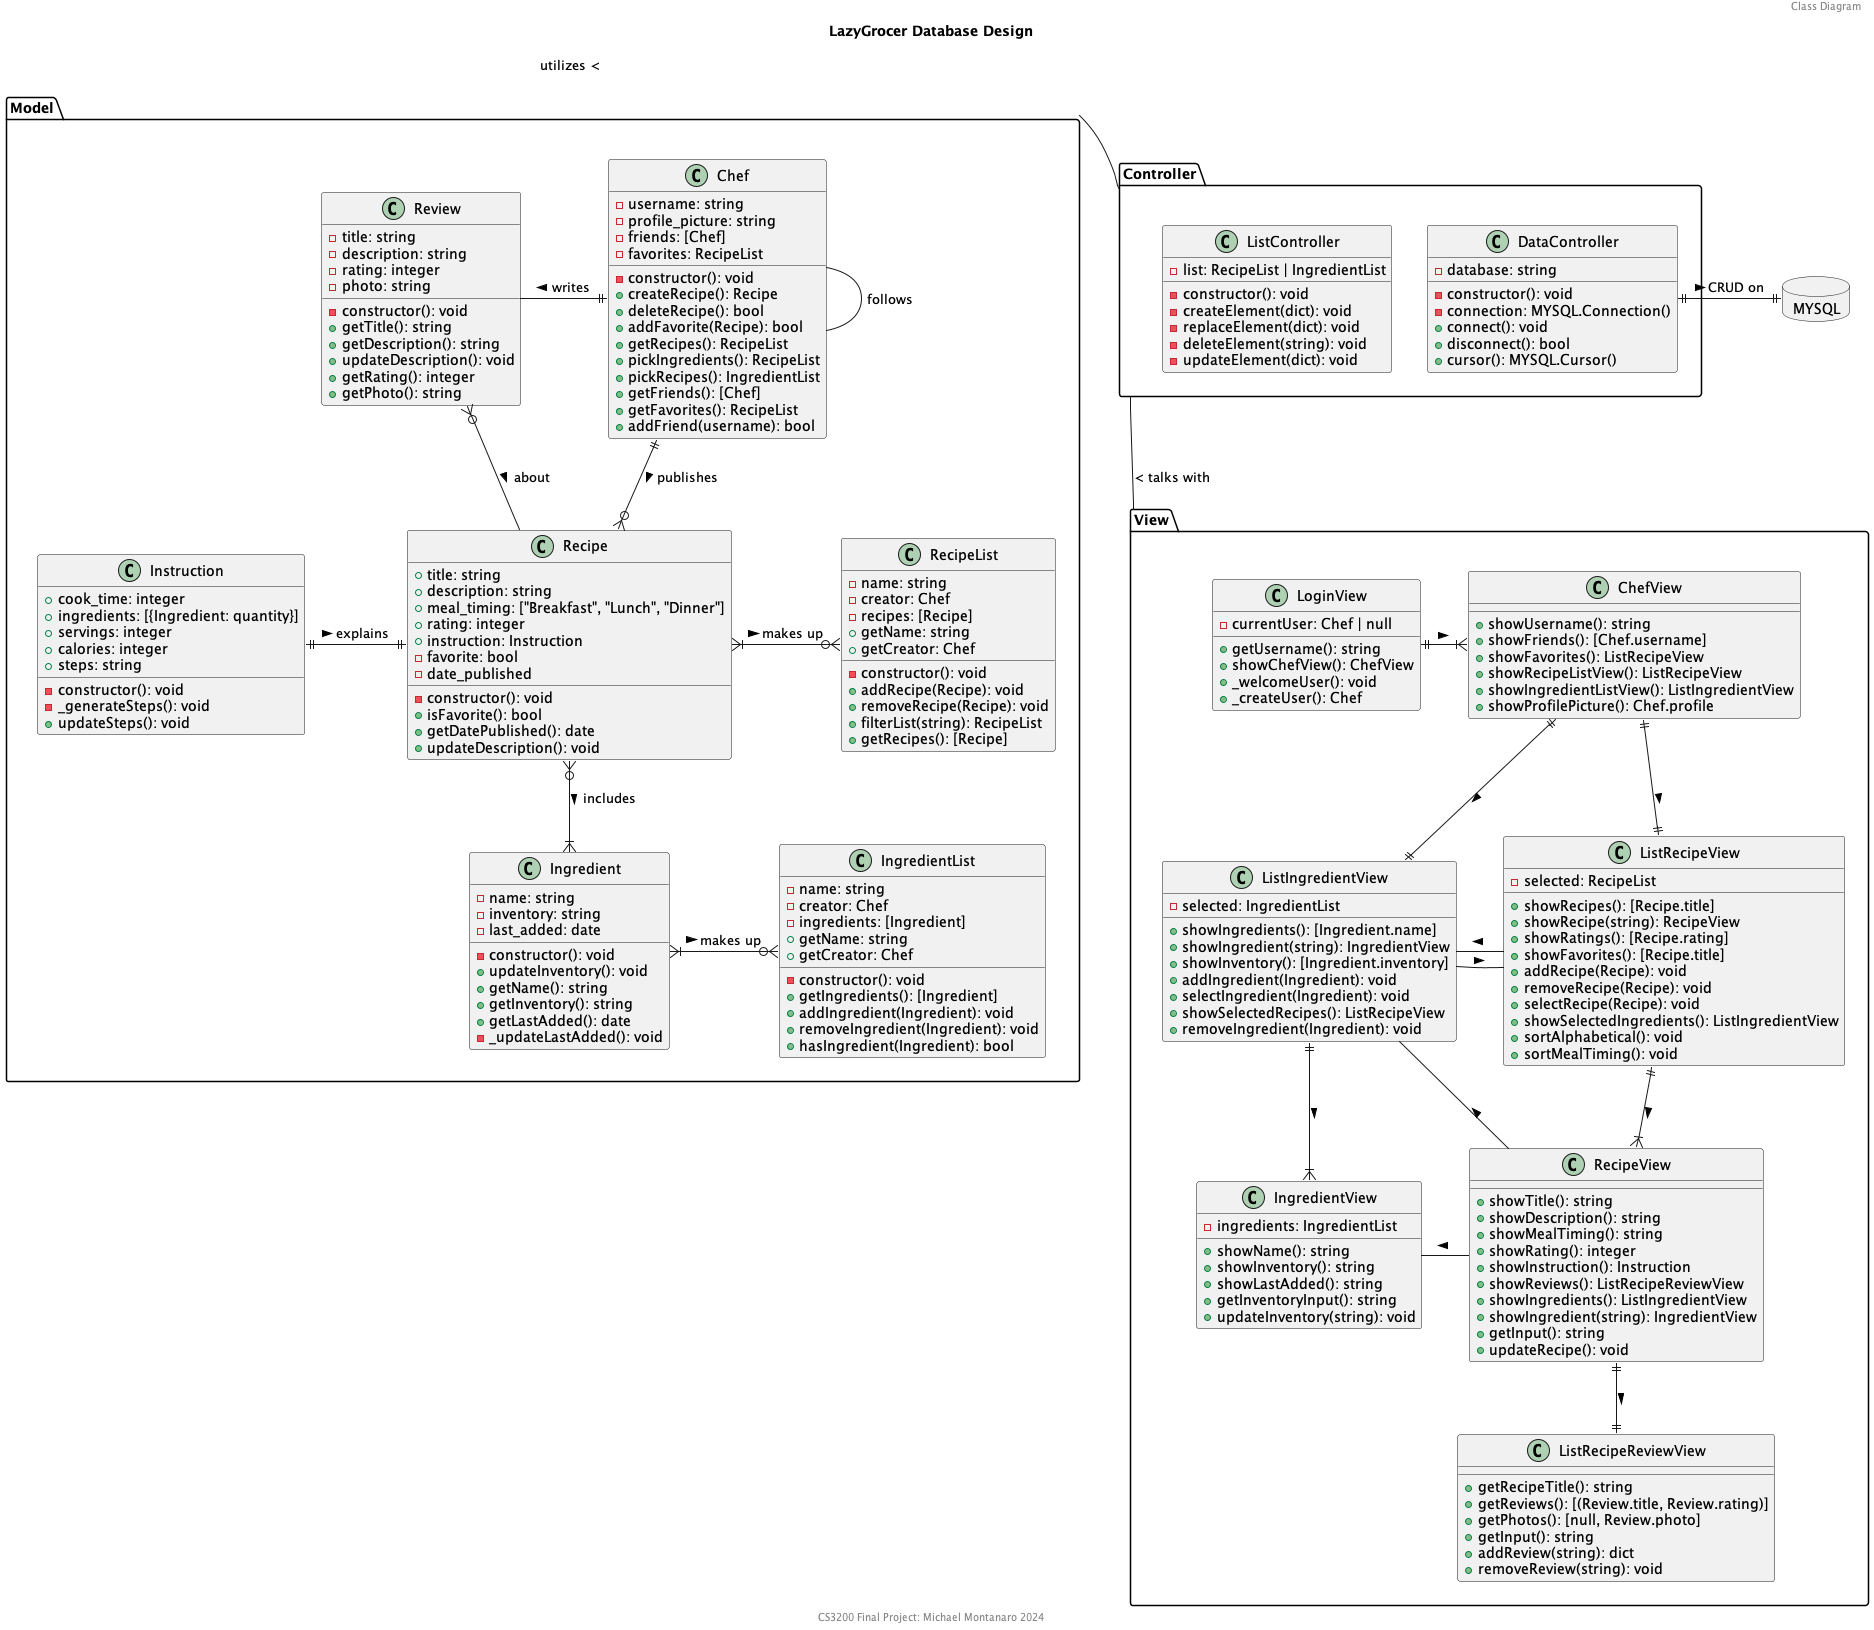 Class Diagram
LazyGrocer Database Design
utilizes <
Model
C Chef
username: string
profile_picture: string
friends: [Chef]
favorites: RecipeList
constructor(): void
createRecipe(): Recipe
deleteRecipe(): bool
addFavorite(Recipe): bool
getRecipes(): RecipeList
pickIngredients(): RecipeList
pickRecipes(): IngredientList
getFriends(): [Chef]
getFavorites(): RecipeList
addFriend(username): bool
follows
C Review
title: string
description: string
rating: integer
photo: string
constructor(): void
getTitle(): string
getDescription(): string
updateDescription(): void
getRating(): integer
getPhoto(): string
writes
about
publishes
C Instruction
cook_time: integer
ingredients: [{Ingredient: quantity}]
servings: integer
calories: integer
steps: string
constructor(): void
_generateSteps(): void
updateSteps(): void
explains
C Recipe
title: string
description: string
meal_timing: ["Breakfast", "Lunch", "Dinner"]
rating: integer
instruction: Instruction
favorite: bool
date_published
constructor(): void
isFavorite(): bool
getDatePublished(): date
updateDescription(): void
makes up
C RecipeList
name: string
creator: Chef
recipes: [Recipe]
getName: string
getCreator: Chef
constructor(): void
addRecipe(Recipe): void
removeRecipe(Recipe): void
filterList(string): RecipeList
getRecipes(): [Recipe]
includes
C Ingredient
name: string
inventory: string
last_added: date
constructor(): void
updateInventory(): void
getName(): string
getInventory(): string
getLastAdded(): date
_updateLastAdded(): void
makes up
C IngredientList
name: string
creator: Chef
ingredients: [Ingredient]
getName: string
getCreator: Chef
constructor(): void
getIngredients(): [Ingredient]
addIngredient(Ingredient): void
removeIngredient(Ingredient): void
hasIngredient(Ingredient): bool
Controller
C ListController
list: RecipeList | IngredientList
constructor(): void
createElement(dict): void
replaceElement(dict): void
deleteElement(string): void
updateElement(dict): void
C DataController
database: string
constructor(): void
connection: MYSQL.Connection()
connect(): void
disconnect(): bool
cursor(): MYSQL.Cursor()
CRUD on
MYSQL
< talks with
View
C LoginView
currentUser: Chef | null
getUsername(): string
showChefView(): ChefView
_welcomeUser(): void
_createUser(): Chef
C ChefView
showUsername(): string
showFriends(): [Chef.username]
showFavorites(): ListRecipeView
showRecipeListView(): ListRecipeView
showIngredientListView(): ListIngredientView
showProfilePicture(): Chef.profile
C ListIngredientView
selected: IngredientList
showIngredients(): [Ingredient.name]
showIngredient(string): IngredientView
showInventory(): [Ingredient.inventory]
addIngredient(Ingredient): void
selectIngredient(Ingredient): void
showSelectedRecipes(): ListRecipeView
removeIngredient(Ingredient): void
C ListRecipeView
selected: RecipeList
showRecipes(): [Recipe.title]
showRecipe(string): RecipeView
showRatings(): [Recipe.rating]
showFavorites(): [Recipe.title]
addRecipe(Recipe): void
removeRecipe(Recipe): void
selectRecipe(Recipe): void
showSelectedIngredients(): ListIngredientView
sortAlphabetical(): void
sortMealTiming(): void
C IngredientView
ingredients: IngredientList
showName(): string
showInventory(): string
showLastAdded(): string
getInventoryInput(): string
updateInventory(string): void
C RecipeView
showTitle(): string
showDescription(): string
showMealTiming(): string
showRating(): integer
showInstruction(): Instruction
showReviews(): ListRecipeReviewView
showIngredients(): ListIngredientView
showIngredient(string): IngredientView
getInput(): string
updateRecipe(): void
C ListRecipeReviewView
getRecipeTitle(): string
getReviews(): [(Review.title, Review.rating)]
getPhotos(): [null, Review.photo]
getInput(): string
addReview(string): dict
removeReview(string): void
CS3200 Final Project: Michael Montanaro 2024